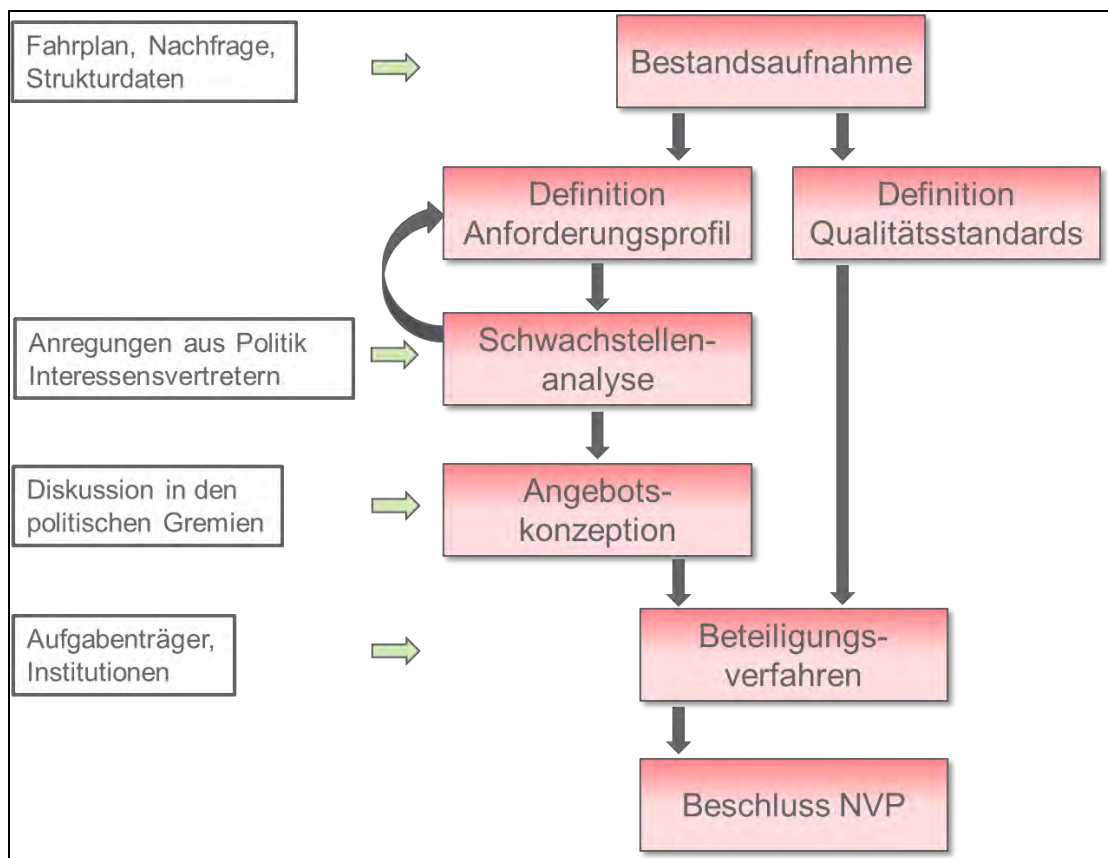 Fahrplan, Nachfrage,
Strukturdaten
Bestandsaufnahme
Definition
Anforderungsprofil
Definition
Qualitätsstandards
Anregungen aus Politik
Interessensvertretern
Schwachstellen-
analyse
Diskussion in den
politischen Gremien
Angebots-
konzeption
Aufgabenträger,
Institutionen
Beteiligungs-
verfahren
Beschluss NVP